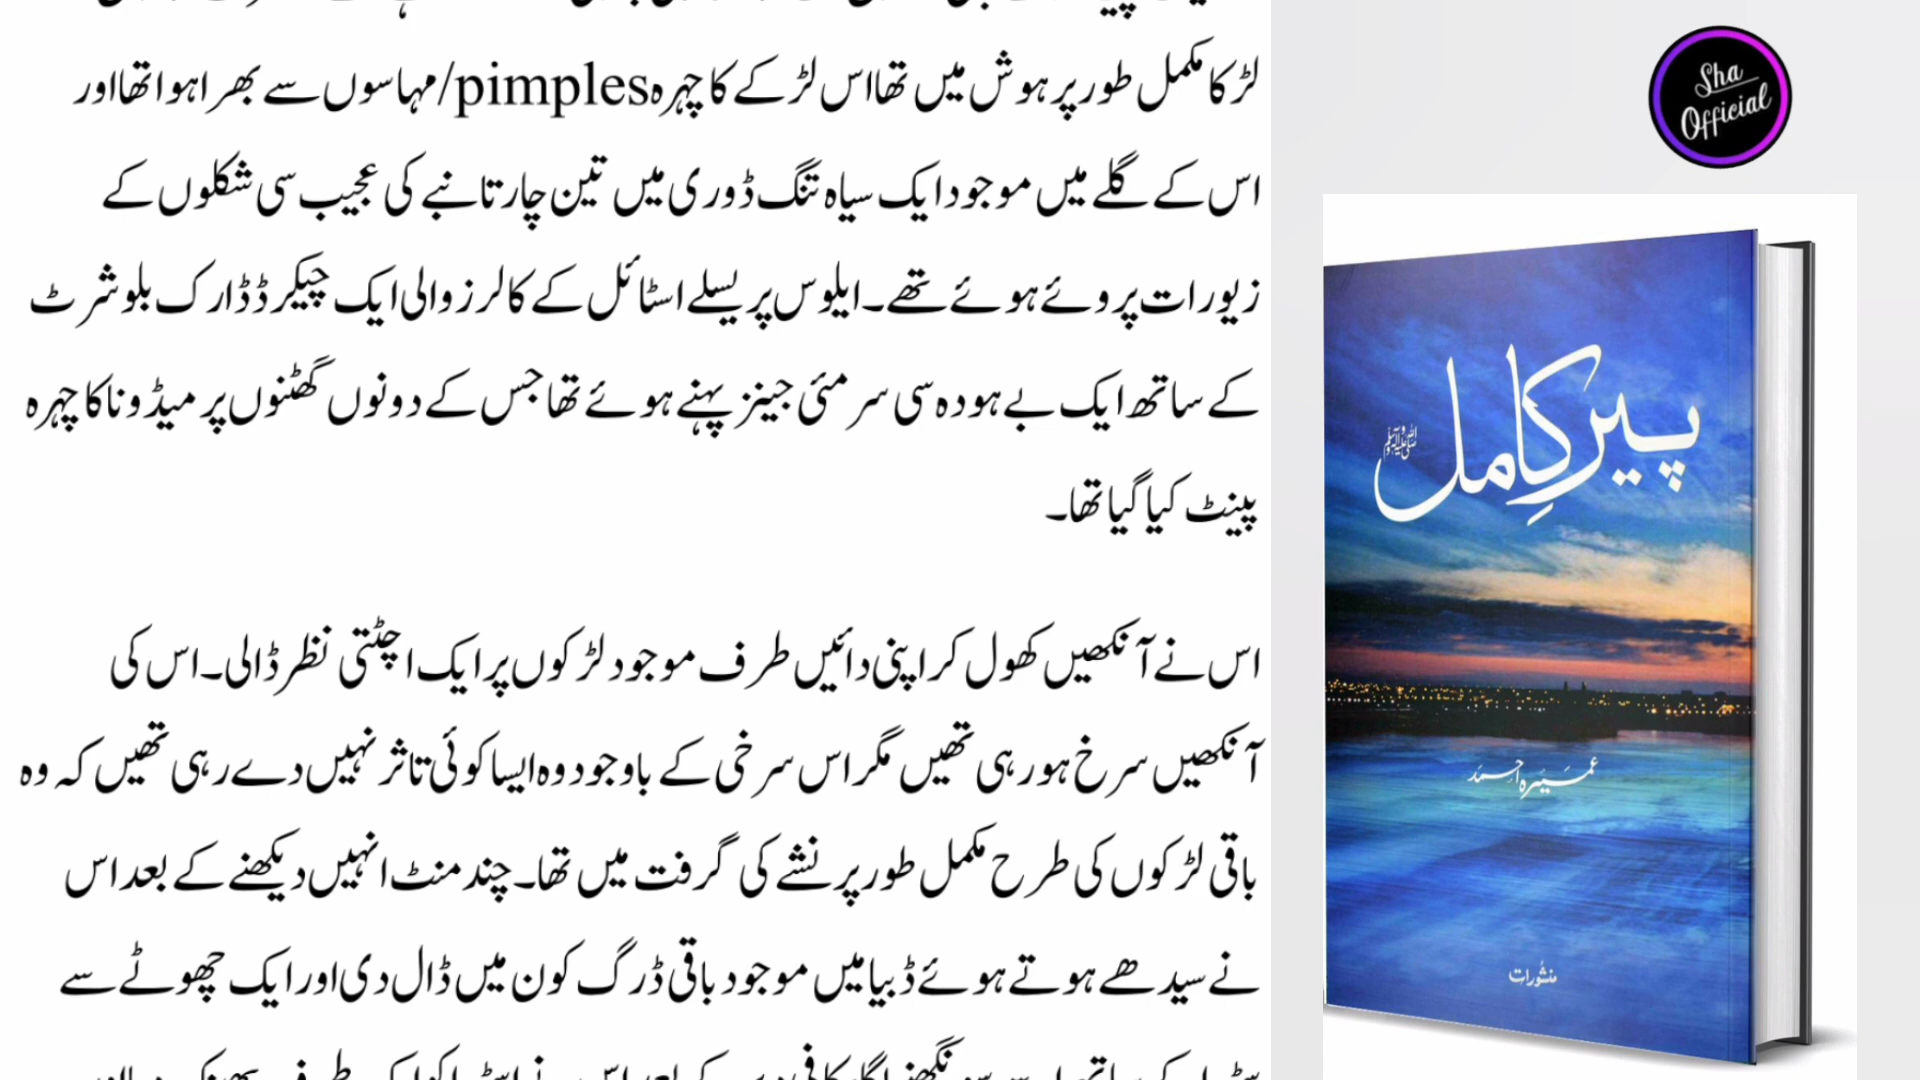 لڑکا مکمل طور پر ہوش میں تھا اس لڑکے کا چہرہ pimples/مہاسوں سے بھرا ہوا تھا اور
اس کے گلے میں موجود ایک سیاہ تنگ ڈوری میں تین چار تانبے کی عجیب سی شکلوں کے
زیورات پروئے ہوئے تھے۔ ایلوس پریسلے اسٹائل کے کالرز والی ایک چیکرڈ ڈارک بلو شرٹ
کے ساتھ ایک بے ہودہ سی سرمئی جینز پہنے ہوئے تھا جس کے دونوں گھٹنوں پر میڈونا کا چہرہ
پینٹ کیا گیا تھا۔
اس نے آنکھیں کھول کر اپنی دائیں طرف موجود لڑکوں پر ایک اچٹتی نظر ڈالی۔ اس کی
آنکھیں سرخ ہو رہی تھیں مگر اس سرخی کے باوجود وہ ایسا کوئی تاثر نہیں دے رہی تھیں کہ وہ
باقی لڑکوں کی طرح مکمل طور پر نشے کی گرفت میں تھا۔ چند منٹ انہیں دیکھنے کے بعد اس
نے سیدھے ہوتے ہوئے ڈبیا میں موجود باقی ڈرگ کون میں ڈال دی اور ایک چھوٹے سے
Sha
Official
پیرِ کامل
ﷺ
عمیرہ احمد
منشورات